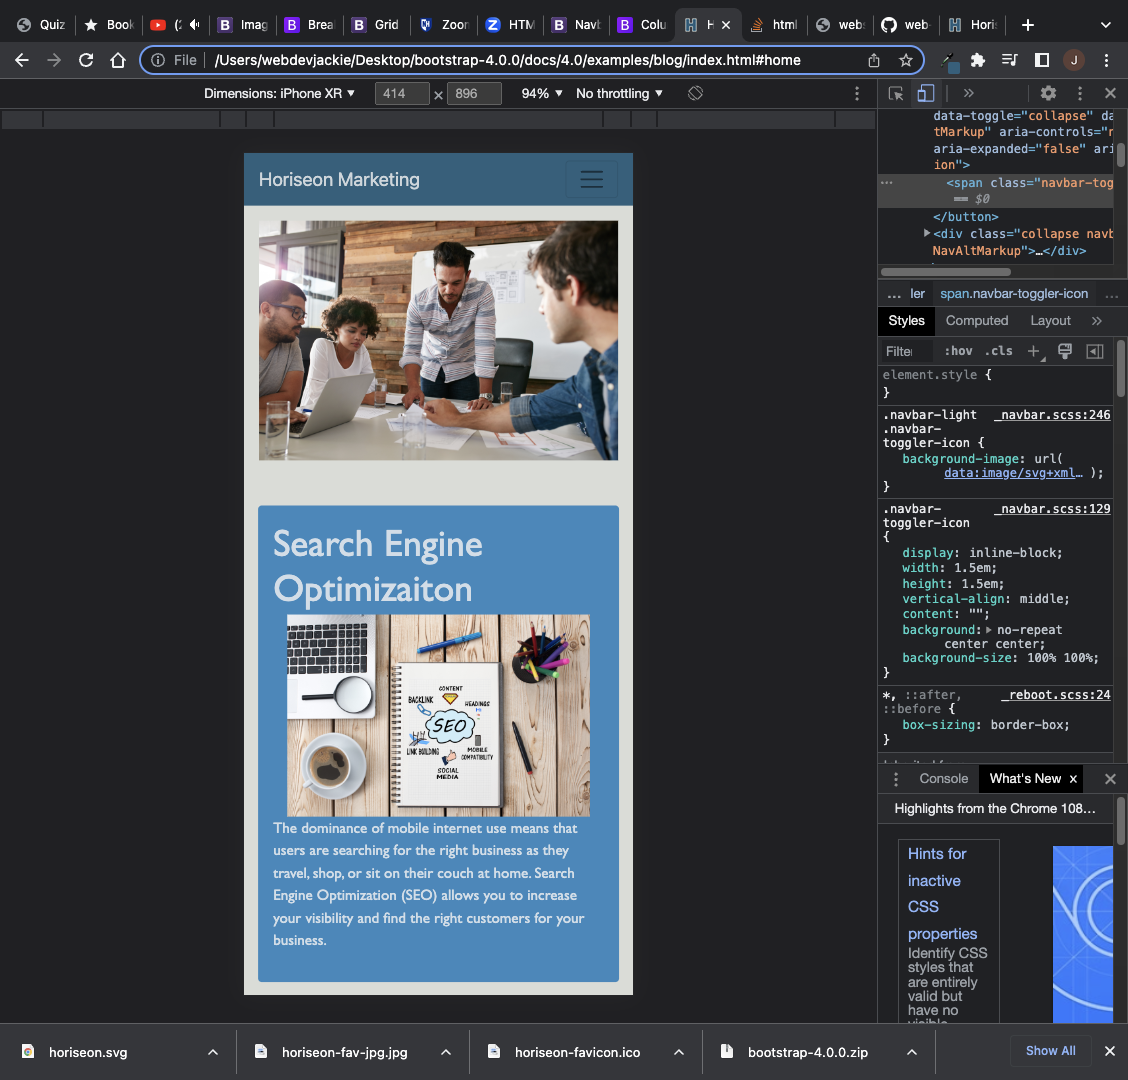 Quiz
Book
(2
Imag
Brea
Grid
Zoon
HTM
Navb
Colu
H
html
web
web-
Horis
File
/Users/webdevjackie/Desktop/bootstrap-4.0.0/docs/4.0/examples/blog/index.html#home
J
Dimensions: iPhone XR ▼
414 × 896
94% ▼
No throttling ▼
Horiseon Marketing
Search Engine
Optimizaiton
CONTENT
BACKLINK
HEADINGS
SEO
LINK BUILDING
MOBILE
COMPATIBILITY
SOCIAL
MEDIA
The dominance of mobile internet use means that
users are searching for the right business as they
travel, shop, or sit on their couch at home. Search
Engine Optimization (SEO) allows you to increase
your visibility and find the right customers for your
business.
data-toggle="collapse" da
tMarkup" aria-controls="n
aria-expanded="false" ari
ion">
<span class="navbar-tog
== $0
</button>
<div class="collapse navb
NavAltMarkup">…</div>
… ler span.navbar-toggler-icon …
Styles Computed Layout
Filte :hov .cls
element.style {
}
.navbar-light _navbar.scss:246
.navbar-
toggler-icon {
background-image: url(
data:image/svg+xml… );
}
.navbar- _navbar.scss:129
toggler-icon
{
display: inline-block;
width: 1.5em;
height: 1.5em;
vertical-align: middle;
content: "";
background: no-repeat
center center;
background-size: 100% 100%;
}
*, ::after, _reboot.scss:24
::before {
box-sizing: border-box;
}
Console What's New ×
Highlights from the Chrome 108…
Hints for
inactive
CSS
properties
Identify CSS
styles that
are entirely
valid but
have no
visible
horiseon.svg
horiseon-fav-jpg.jpg
horiseon-favicon.ico
bootstrap-4.0.0.zip
Show All